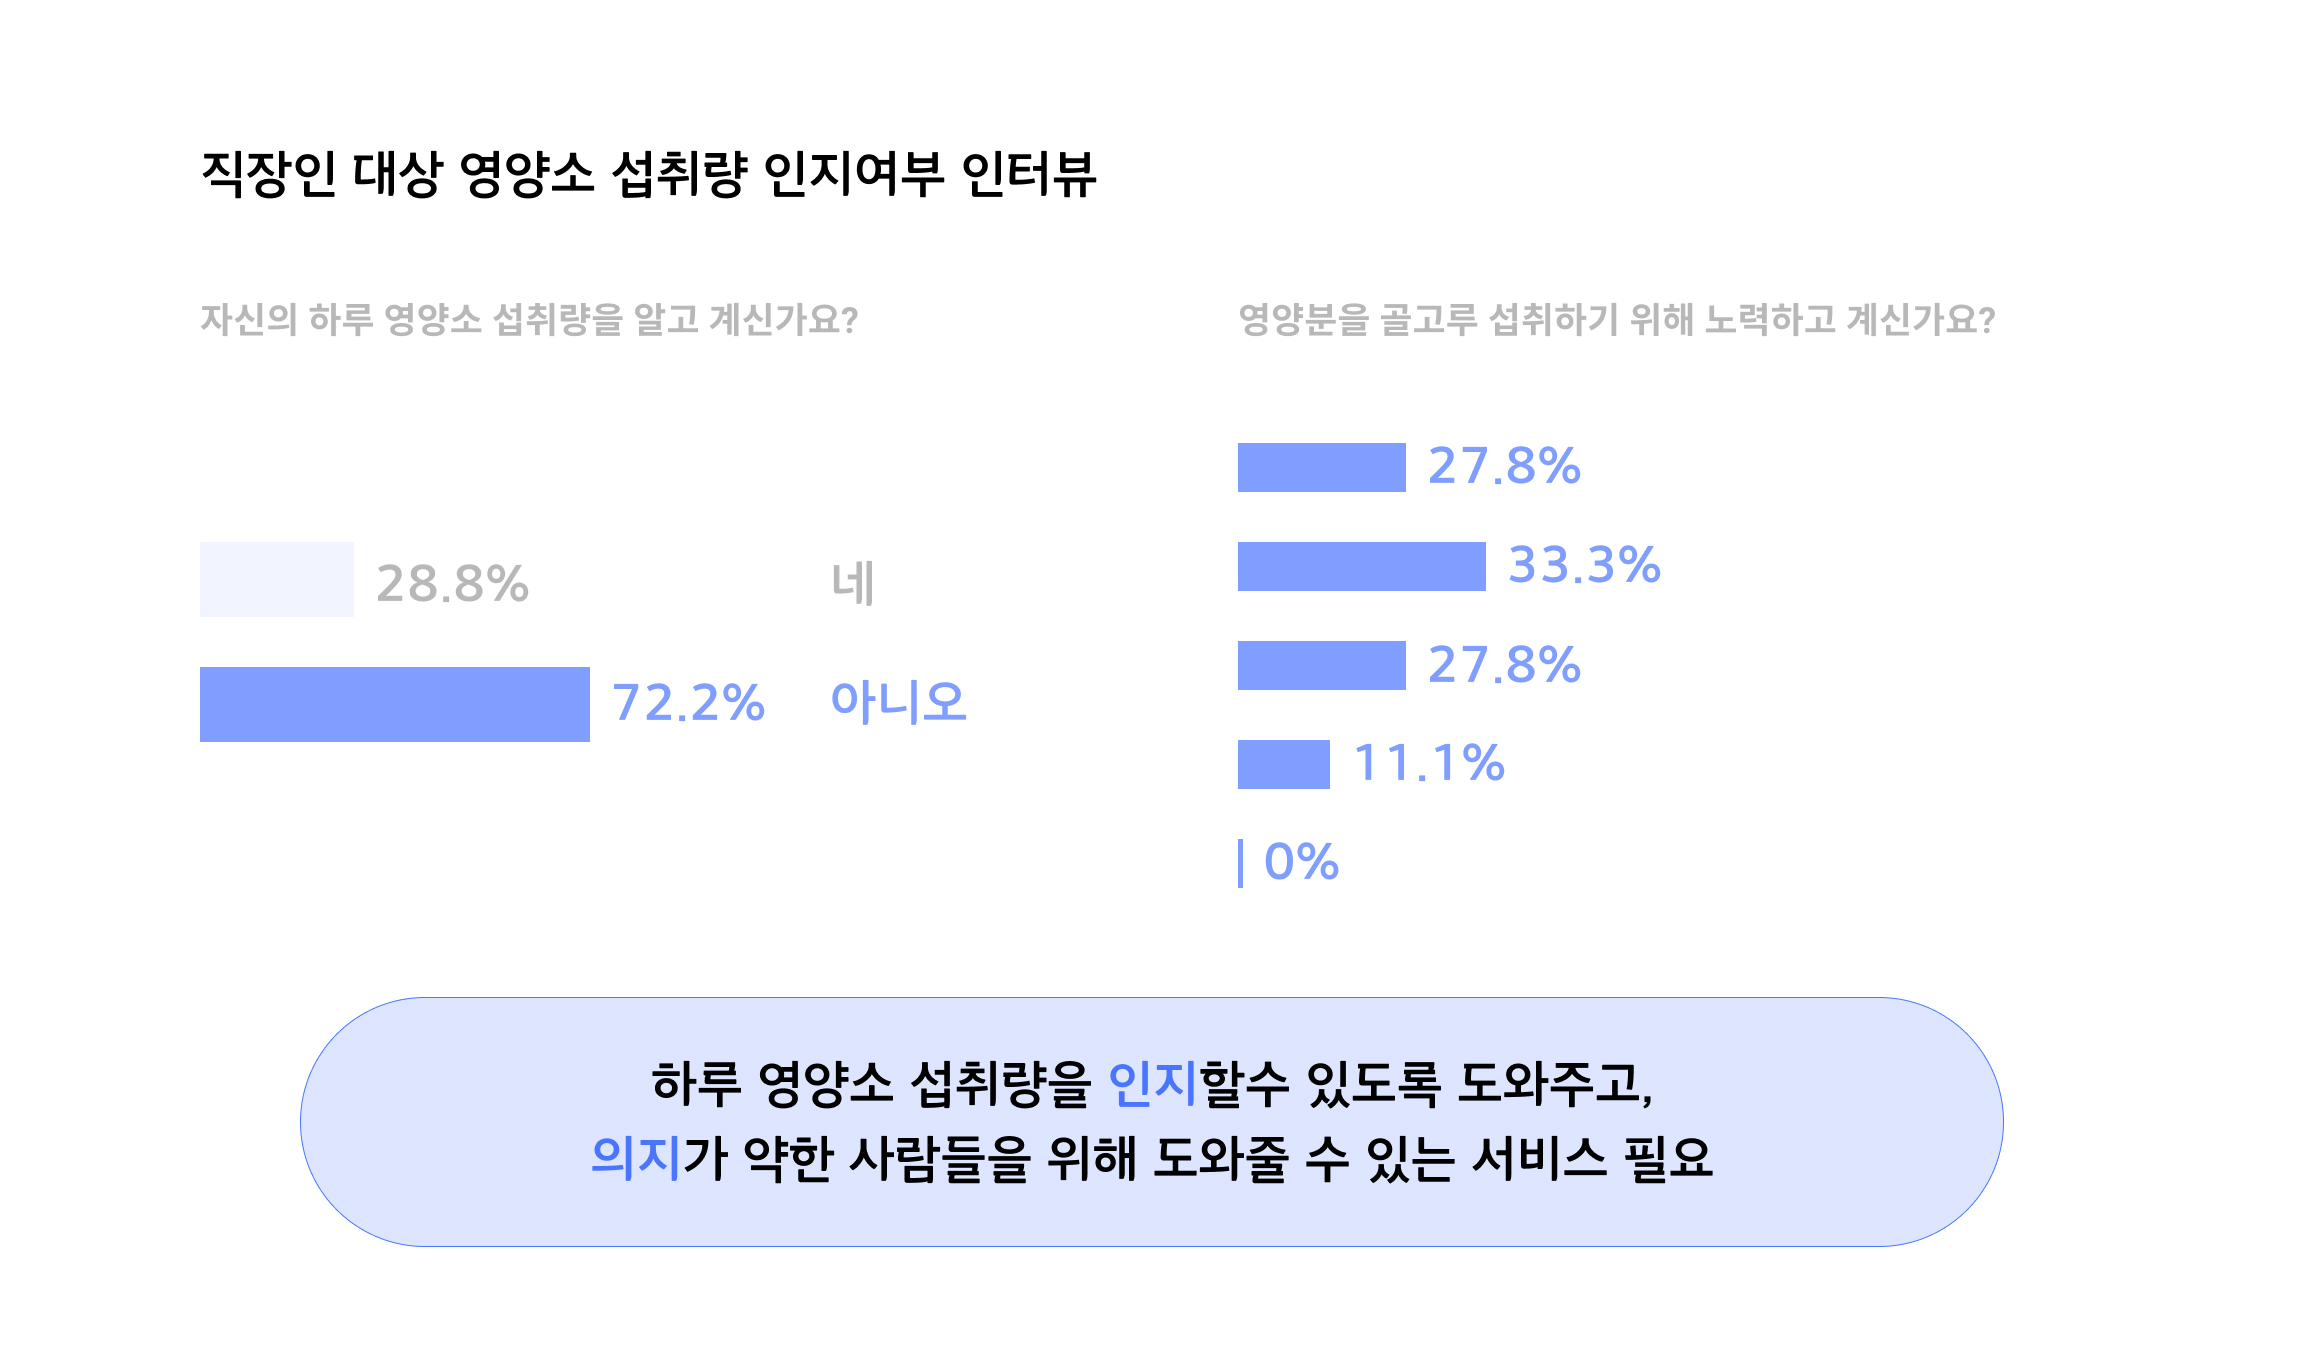 직장인 대상 영양소 섭취량 인지여부 인터뷰
자신의 하루 영양소 섭취량을 알고 계신가요?
28.8% 네
72.2% 아니오
영양분을 골고루 섭취하기 위해 노력하고 계신가요?
27.8%
33.3%
27.8%
11.1%
0%
하루 영양소 섭취량을 인지할수 있도록 도와주고,
의지가 약한 사람들을 위해 도와줄 수 있는 서비스 필요